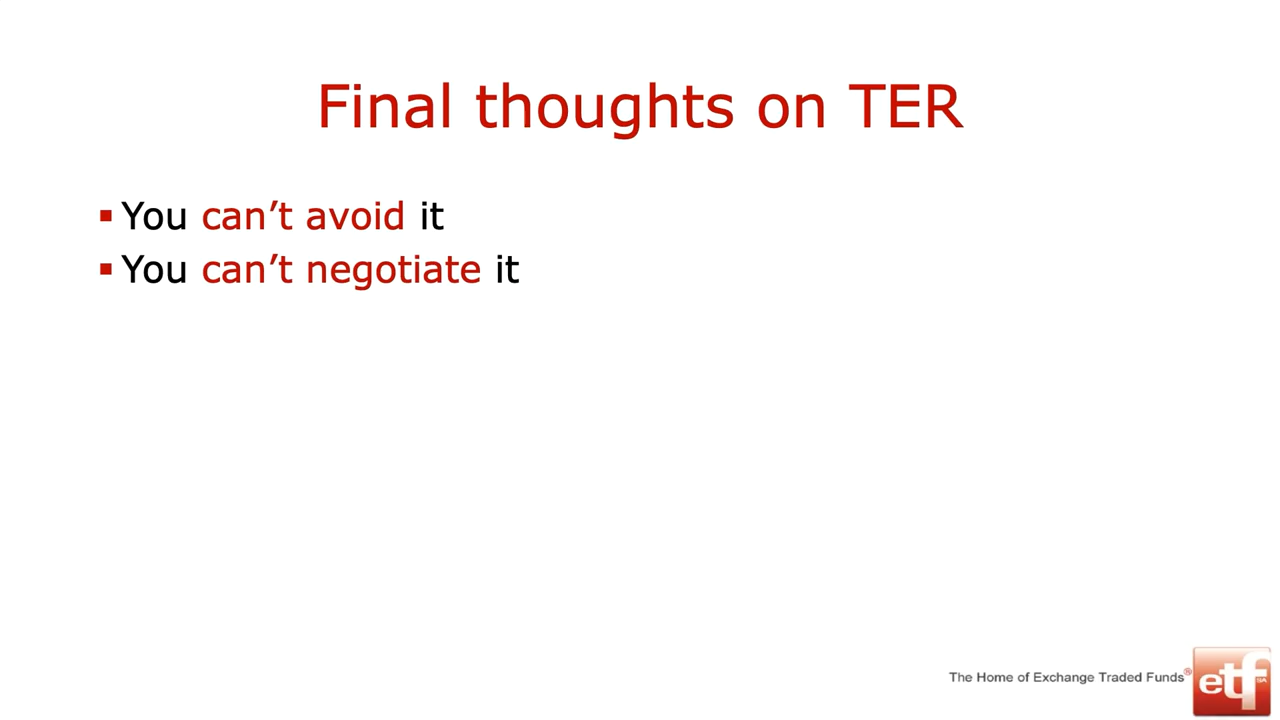 Final thoughts on TER
▪ You can’t avoid it
▪ You can’t negotiate it
The Home of Exchange Traded Funds®
etf
SA